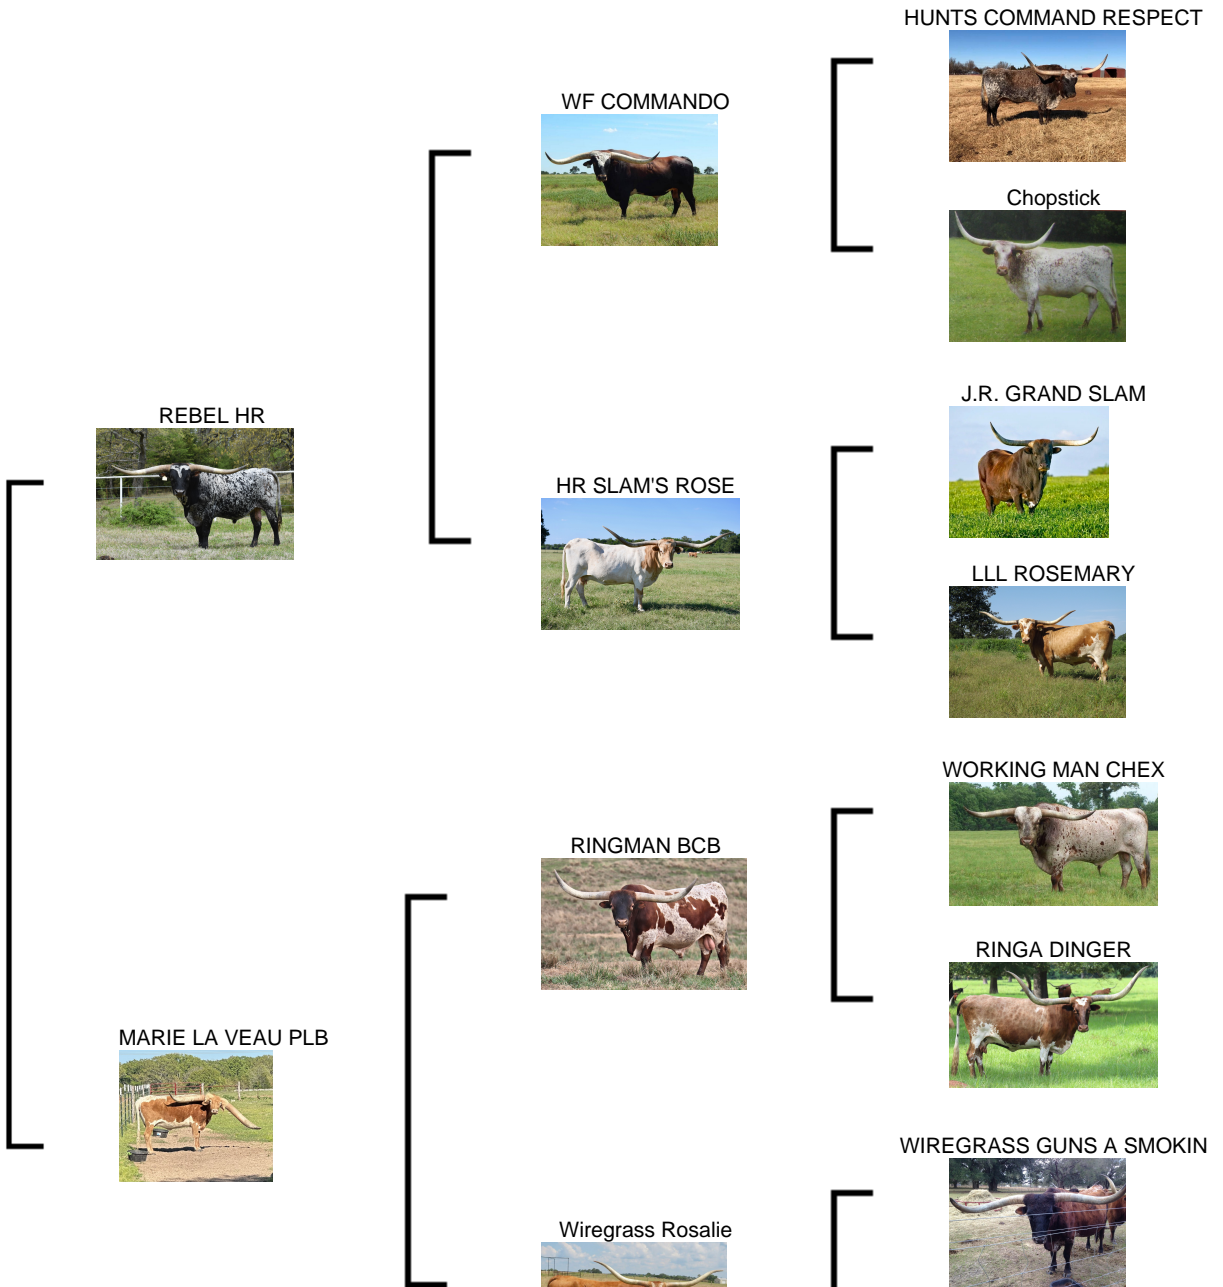 HUNTS COMMAND RESPECT
WF COMMANDO
Chopstick
J.R. GRAND SLAM
REBEL HR
HR SLAM'S ROSE
LLL ROSEMARY
WORKING MAN CHEX
RINGMAN BCB
RINGA DINGER
MARIE LA VEAU PLB
WIREGRASS GUNS A SMOKIN
Wiregrass Rosalie